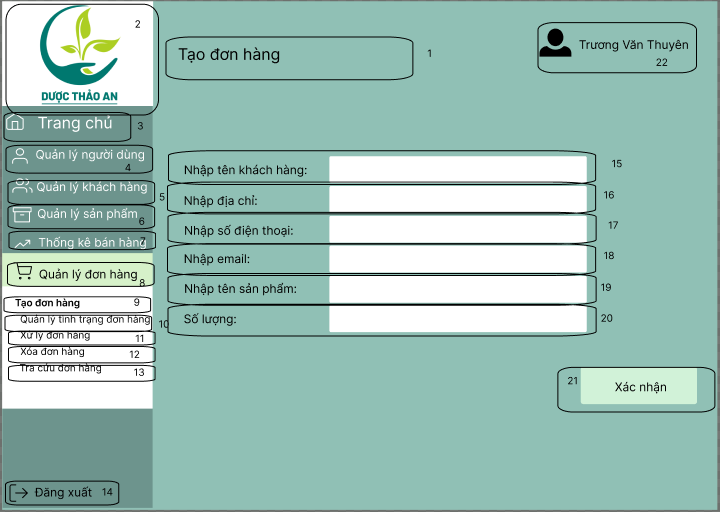 2
DƯỢC THẢO AN
Tạo đơn hàng
1
Trương Văn Thuyên
22
Trang chủ
3
Quản lý người dùng
4
Quản lý khách hàng
5
Quản lý sản phẩm
6
Thống kê bán hàng
7
Quản lý đơn hàng
8
Tạo đơn hàng
9
Quản lý tình trạng đơn hàng
10
Xử lý đơn hàng
11
Xóa đơn hàng
12
Tra cứu đơn hàng
13
Đăng xuất
14
Nhập tên khách hàng:
15
Nhập địa chỉ:
16
Nhập số điện thoại:
17
Nhập email:
18
Nhập tên sản phẩm:
19
Số lượng:
20
21
Xác nhận